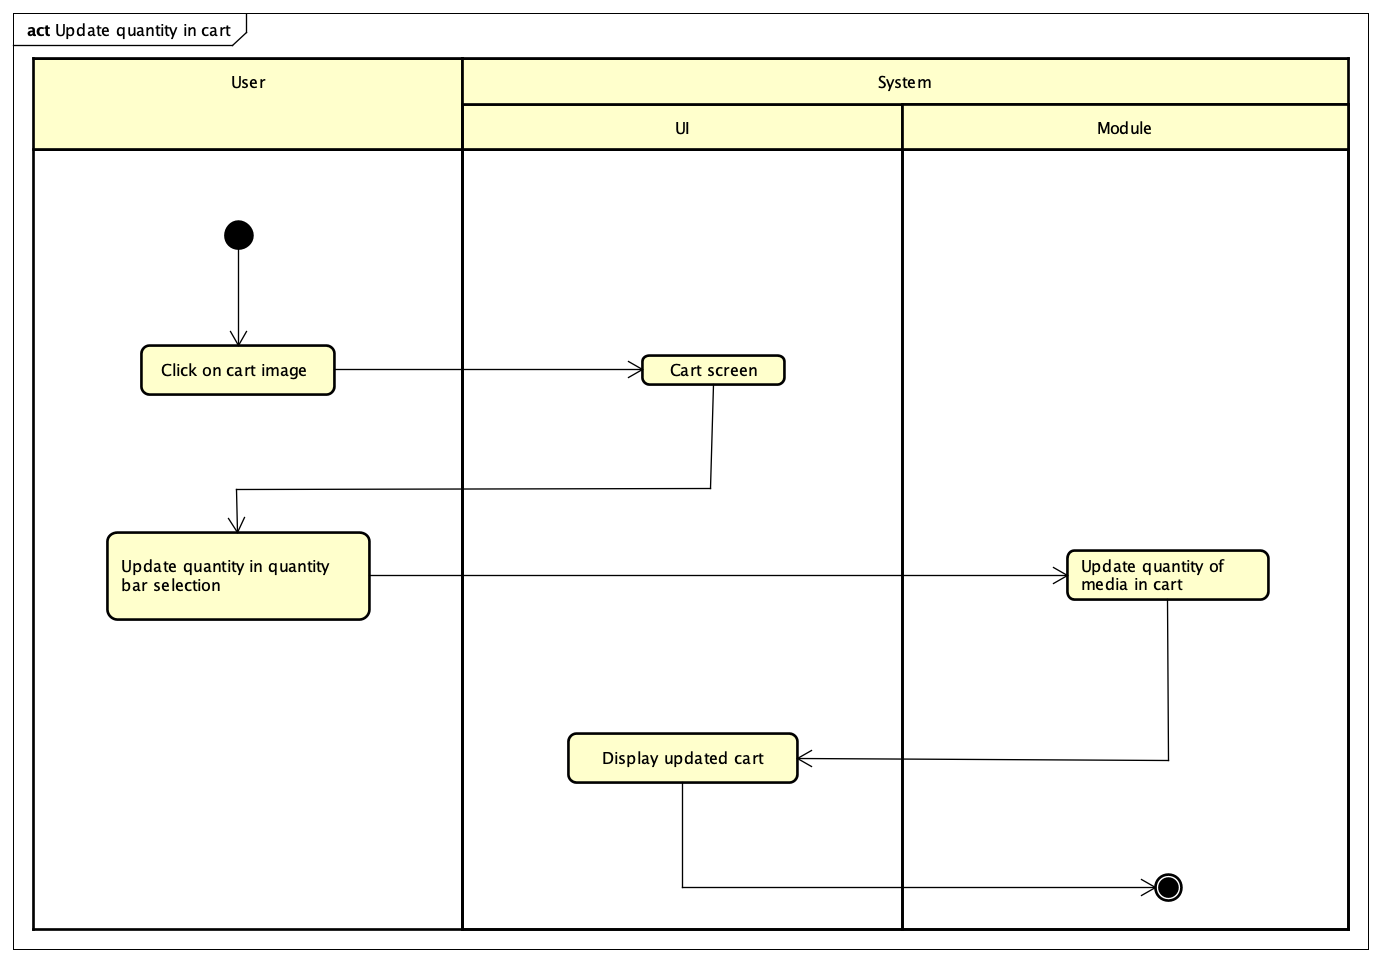 act Update quantity in cart
User
System
UI
Module
Click on cart image
Cart screen
Update quantity in quantity
bar selection
Update quantity of
media in cart
Display updated cart